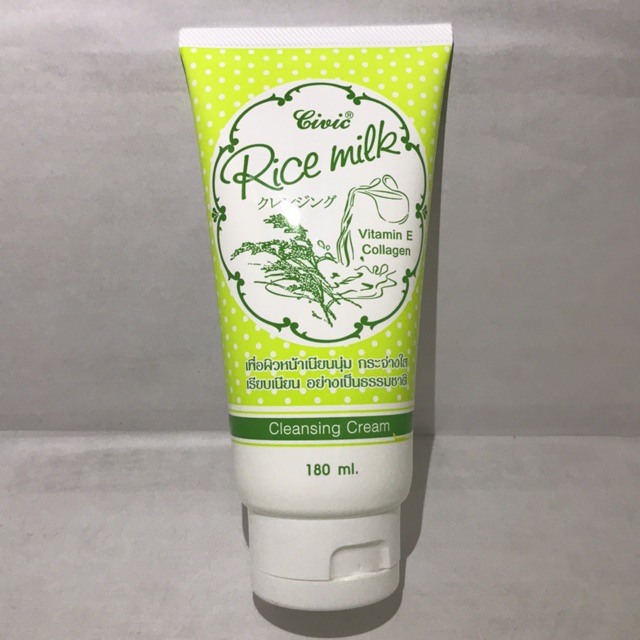 Civic®
Rice milk
クレンジング
Vitamin E
Collagen
เพื่อผิวหน้าเนียนนุ่ม กระจ่างใส
เรียบเนียน อย่างเป็นธรรมชาติ
Cleansing Cream
180 ml.